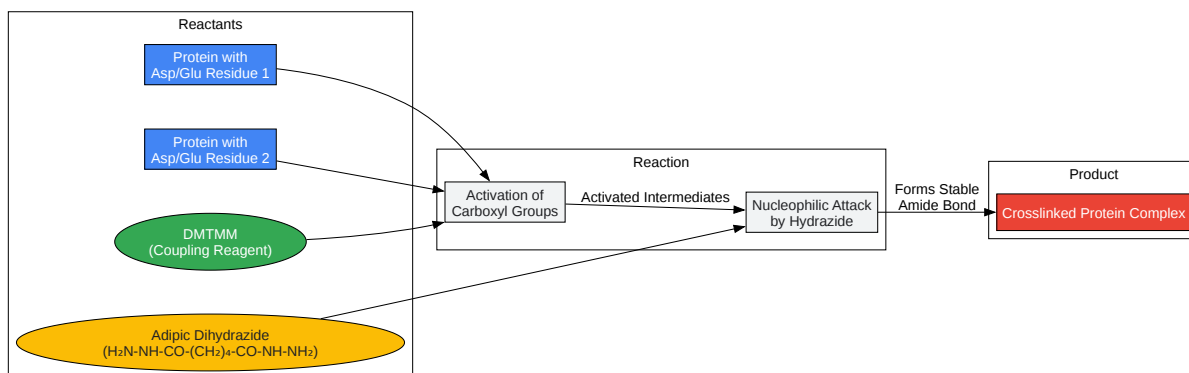 Reactants
Protein with
Asp/Glu Residue 1
Protein with
Asp/Glu Residue 2
DMTMM
(Coupling Reagent)
Adipic Dihydrazide
(H₂N-NH-CO-(CH₂)₄-CO-NH-NH₂)
Reaction
Activation of
Carboxyl Groups
Activated Intermediates
Nucleophilic Attack
by Hydrazide
Forms Stable
Amide Bond
Product
Crosslinked Protein Complex